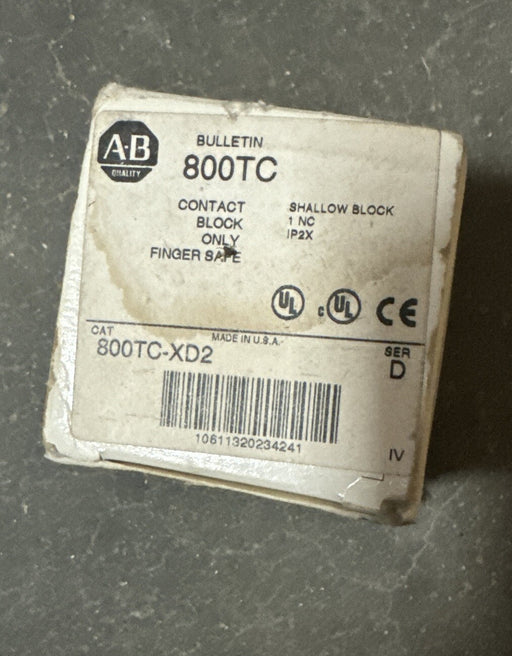 A-B
QUALITY
BULLETIN
800TC
CONTACT
BLOCK
ONLY
FINGER SAFE
SHALLOW BLOCK
1 NC
IP2X
UL
c UL
CE
MADE IN U.S.A.
CAT
800TC-XD2
SER
D
10611320234241
IV